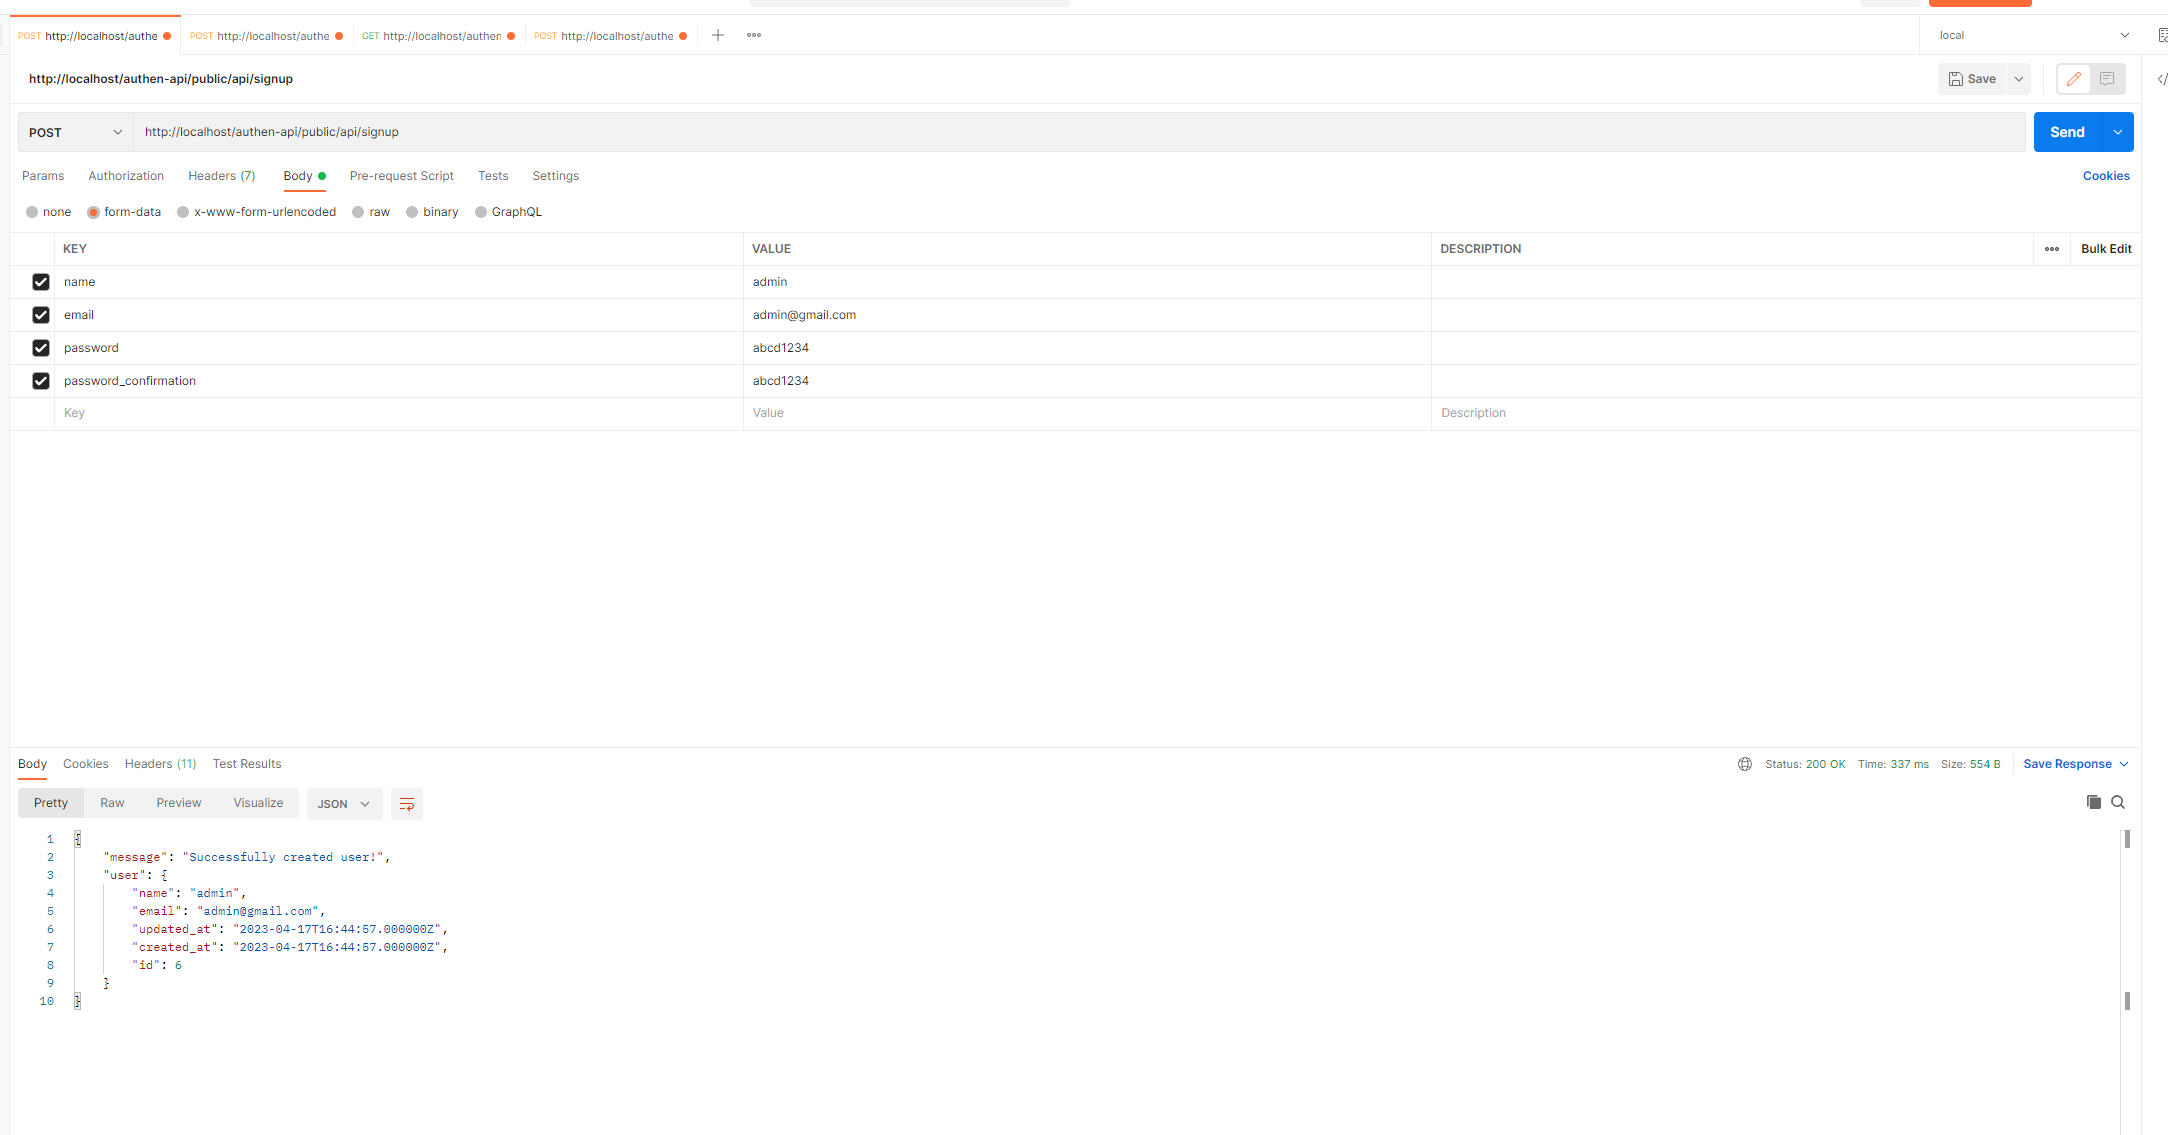 POST http://localhost/authe POST http://localhost/authe GET http://localhost/authen POST http://localhost/authe local
http://localhost/authen-api/public/api/signup Save
POST http://localhost/authen-api/public/api/signup Send
Params Authorization Headers (7) Body Pre-request Script Tests Settings Cookies
none form-data x-www-form-urlencoded raw binary GraphQL
KEY VALUE DESCRIPTION Bulk Edit
name admin
email admin@gmail.com
password abcd1234
password_confirmation abcd1234
Key Value Description
Body Cookies Headers (11) Test Results Status: 200 OK Time: 337 ms Size: 554 B Save Response
Pretty Raw Preview Visualize JSON
1 {
2 "message": "Successfully created user!",
3 "user": {
4 "name": "admin",
5 "email": "admin@gmail.com",
6 "updated_at": "2023-04-17T16:44:57.000000Z",
7 "created_at": "2023-04-17T16:44:57.000000Z",
8 "id": 6
9 }
10 }